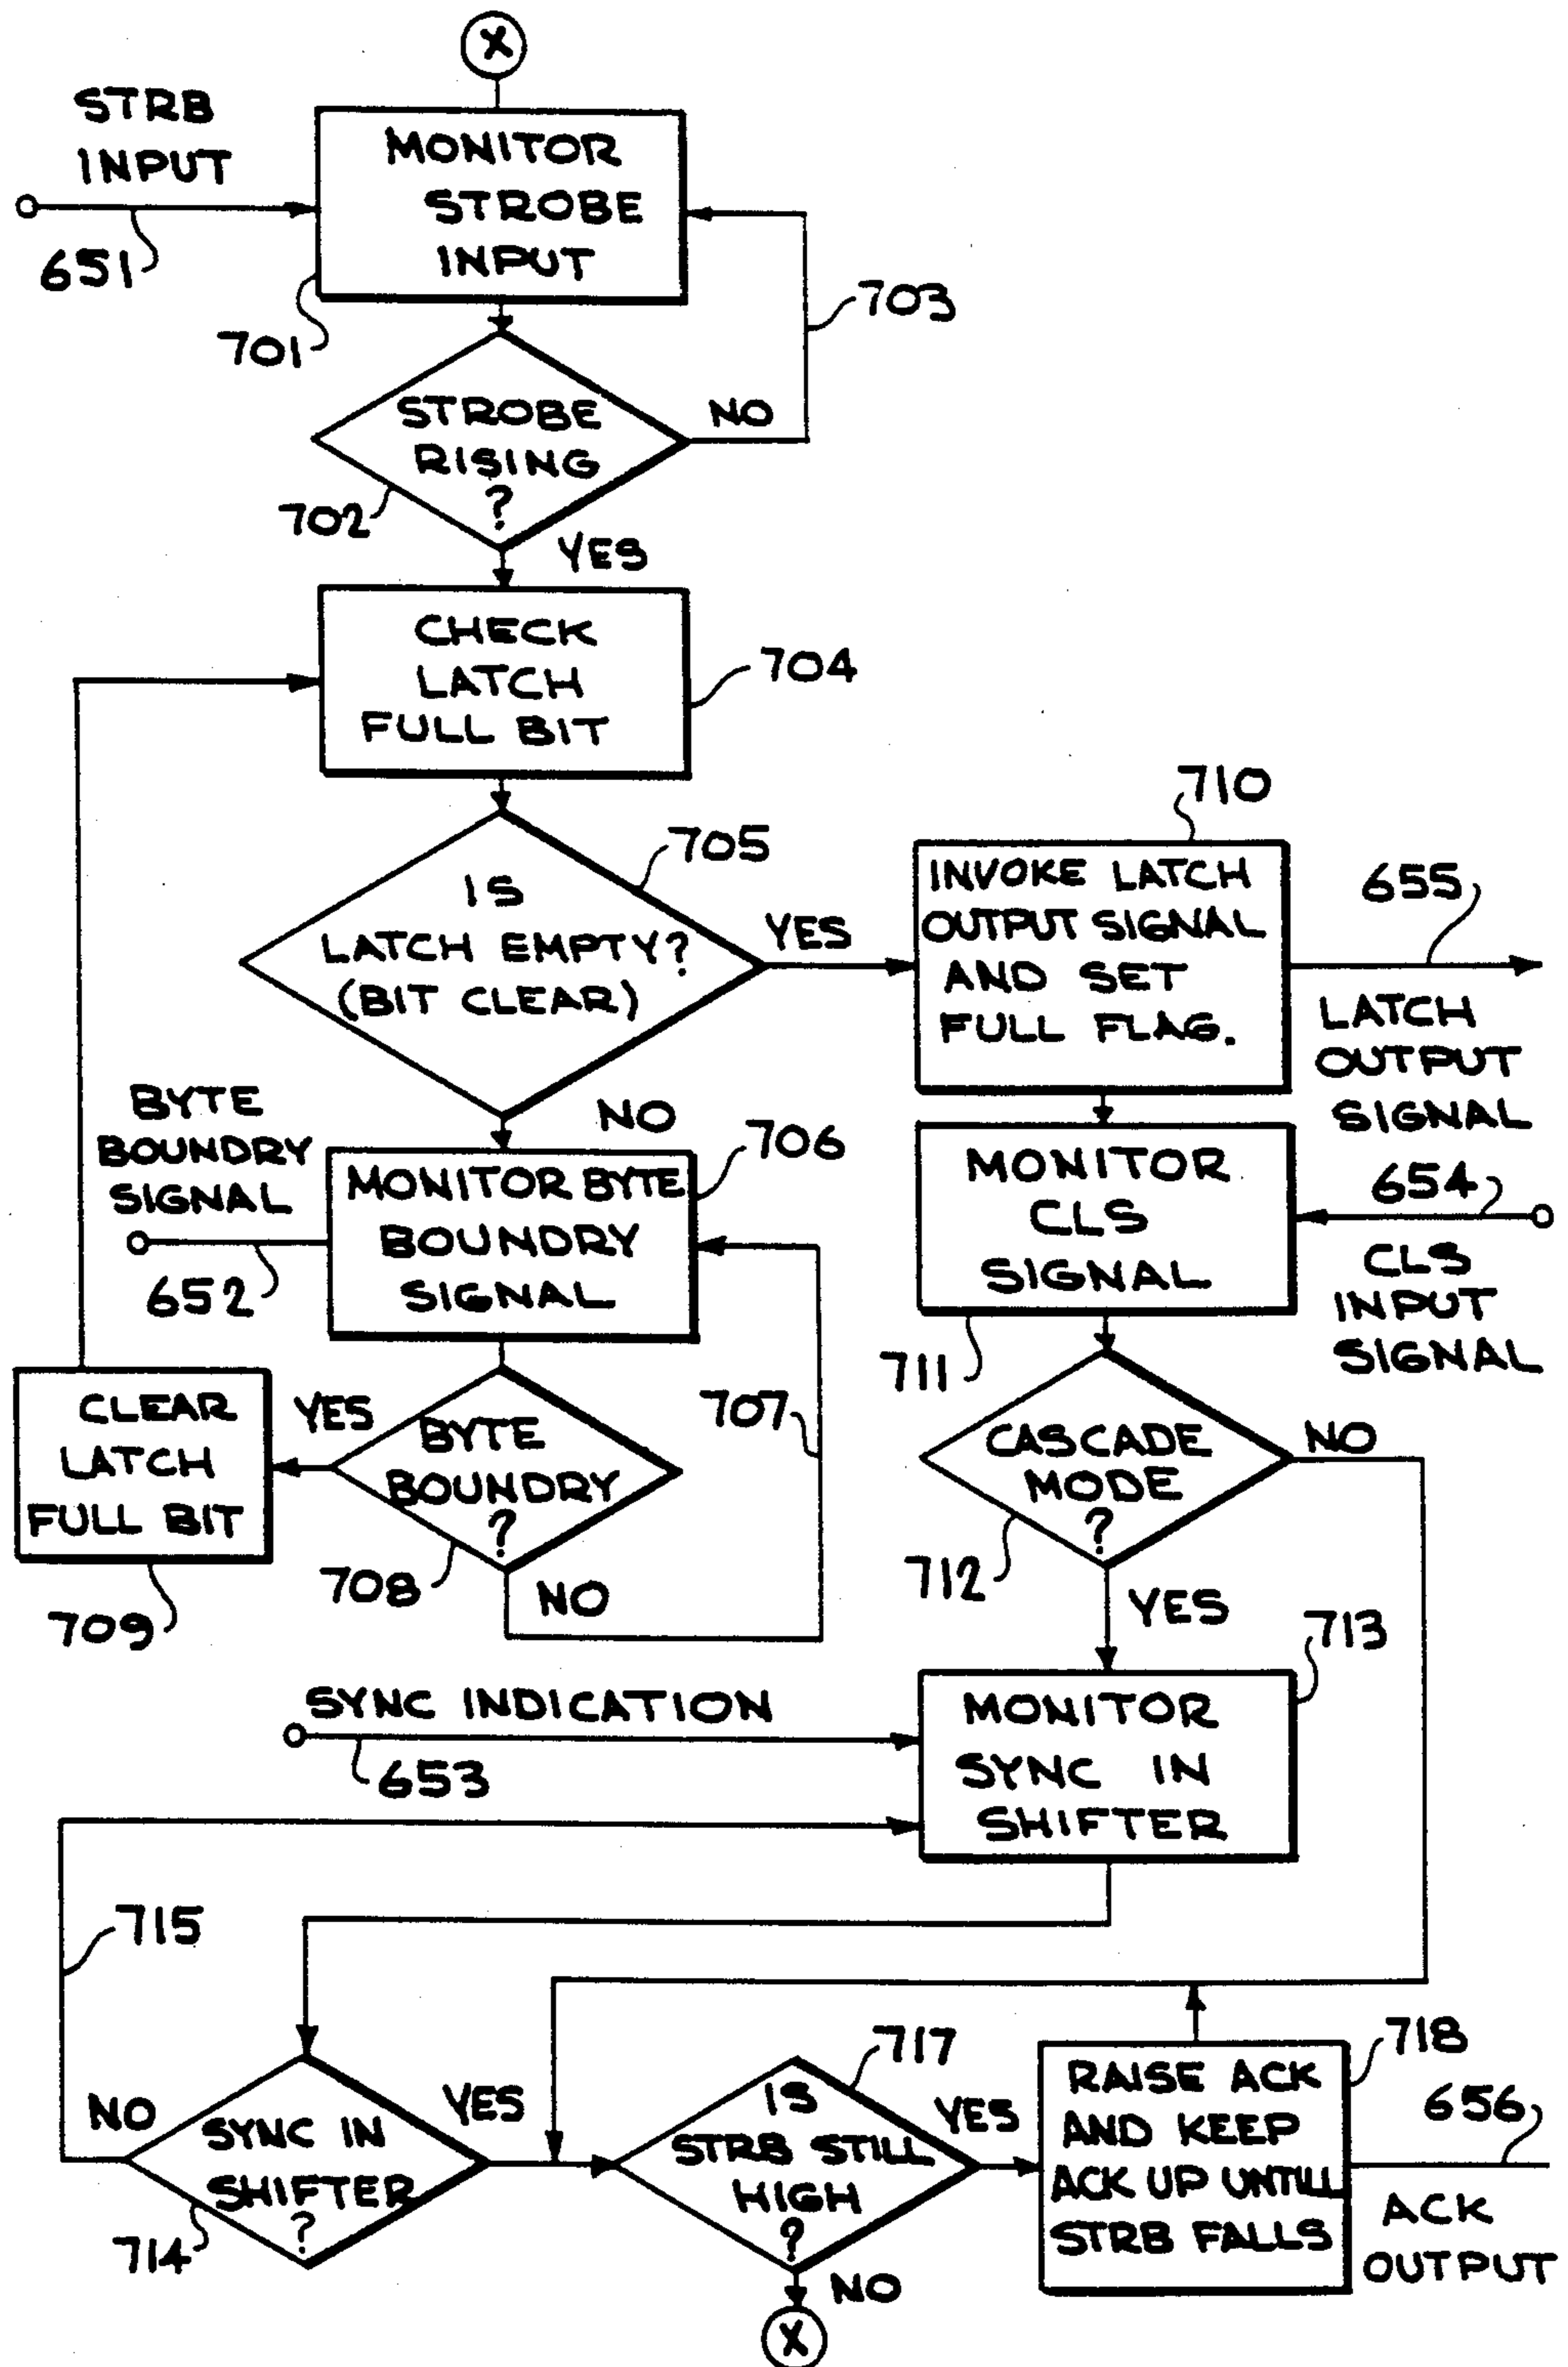 X
STRB
INPUT
651
MONITOR
STROBE
INPUT
701
703
STROBE
RISING
?
NO
702
YES
CHECK
LATCH
FULL BIT
704
IS
LATCH EMPTY?
(BIT CLEAR)
705
YES
NO
710
INVOKE LATCH
OUTPUT SIGNAL
AND SET
FULL FLAG.
655
LATCH
OUTPUT
SIGNAL
BYTE
BOUNDRY
SIGNAL
652
MONITOR BYTE
BOUNDRY
SIGNAL
706
MONITOR
CLS
SIGNAL
711
654
CLS
INPUT
SIGNAL
CLEAR
LATCH
FULL BIT
709
YES
BYTE
BOUNDRY
?
708
NO
707
CASCADE
MODE
?
712
NO
YES
SYNC INDICATION
653
MONITOR
SYNC IN
SHIFTER
713
715
NO
SYNC IN
SHIFTER
?
714
YES
IS
STRB STILL
HIGH
?
717
YES
NO
X
RAISE ACK
AND KEEP
ACK UP UNTILL
STRB FALLS
718
656
ACK
OUTPUT